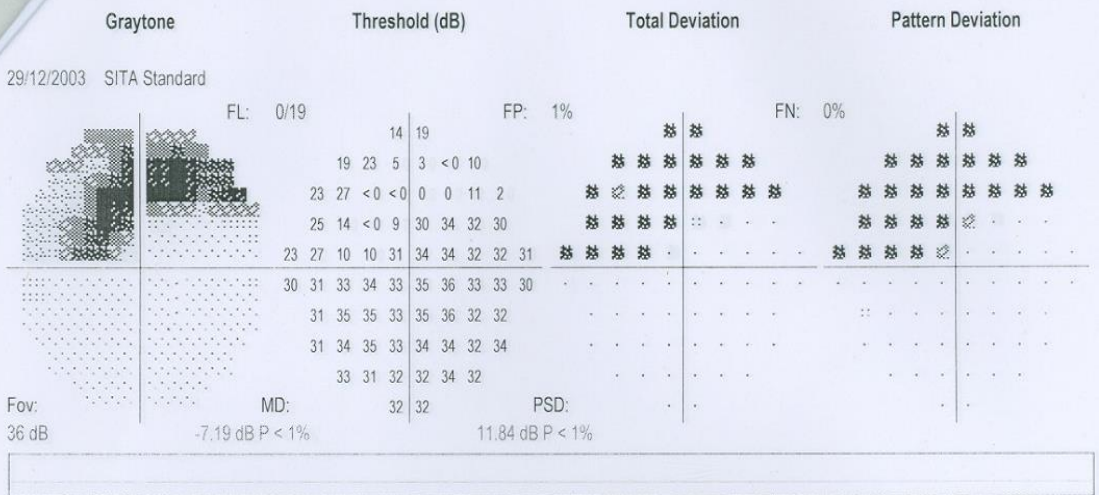 Graytone Threshold (dB) Total Deviation Pattern Deviation
29/12/2003 SITA Standard
FL: 0/19 FP: 1% FN: 0%
14 19
19 23 5 3 <0 10
23 27 <0 <0 0 0 11 2
25 14 <0 9 30 34 32 30
23 27 10 10 31 34 34 32 32 31
30 31 33 34 33 35 36 33 33 30
31 35 35 33 35 36 32 32
31 34 35 33 34 34 32 34
33 31 32 32 34 32
32 32
Fov: MD: PSD:
36 dB -7.19 dB P < 1% 11.84 dB P < 1%